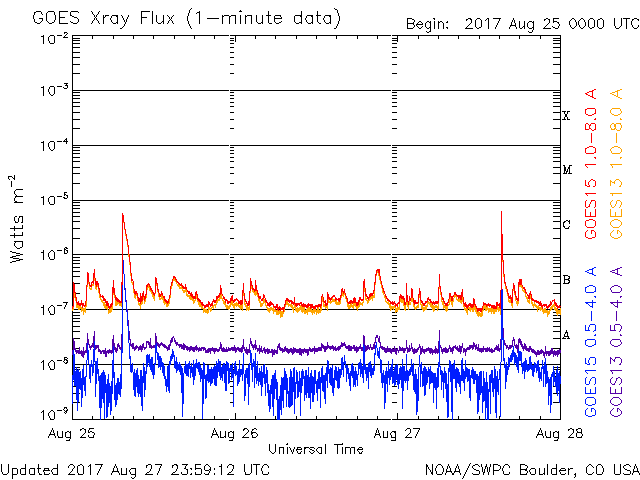 GOES Xray Flux (1-minute data)
Begin: 2017 Aug 25 0000 UTC
10-2
10-3
10-4
10-5
10-6
10-7
10-8
10-9
Watts m-2
X
M
C
B
A
GOES15 1.0-8.0 A
GOES13 1.0-8.0 A
GOES15 0.5-4.0 A
GOES13 0.5-4.0 A
Aug 25
Aug 26
Aug 27
Aug 28
Universal Time
Updated 2017 Aug 27 23:59:12 UTC
NOAA/SWPC Boulder, CO USA